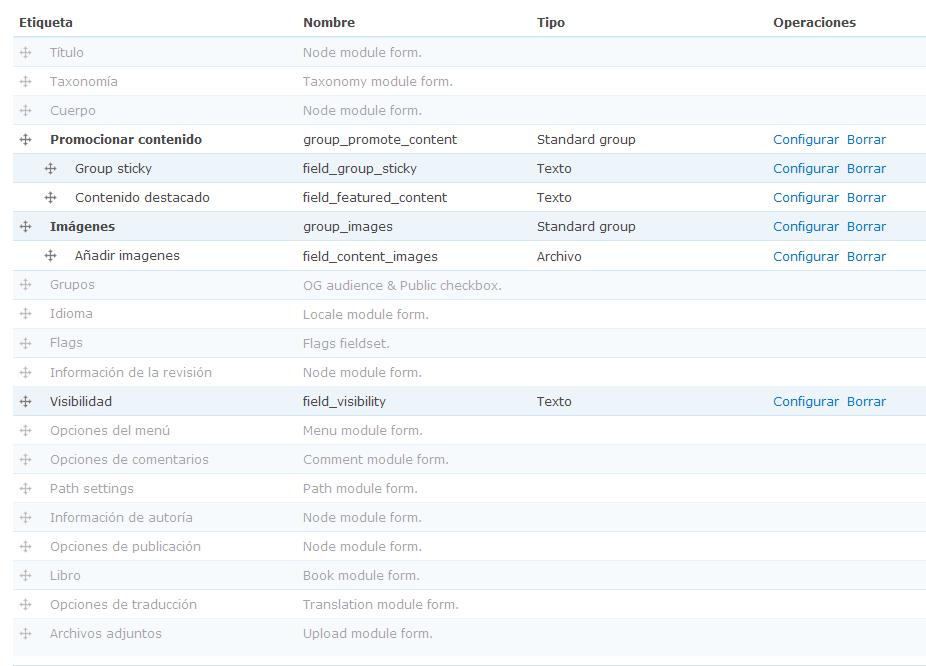 Etiqueta Nombre Tipo Operaciones
Título Node module form.
Taxonomía Taxonomy module form.
Cuerpo Node module form.
Promocionar contenido group_promote_content Standard group Configurar Borrar
Group sticky field_group_sticky Texto Configurar Borrar
Contenido destacado field_featured_content Texto Configurar Borrar
Imágenes group_images Standard group Configurar Borrar
Añadir imagenes field_content_images Archivo Configurar Borrar
Grupos OG audience & Public checkbox.
Idioma Locale module form.
Flags Flags fieldset.
Información de la revisión Node module form.
Visibilidad field_visibility Texto Configurar Borrar
Opciones del menú Menu module form.
Opciones de comentarios Comment module form.
Path settings Path module form.
Información de autoría Node module form.
Opciones de publicación Node module form.
Libro Book module form.
Opciones de traducción Translation module form.
Archivos adjuntos Upload module form.